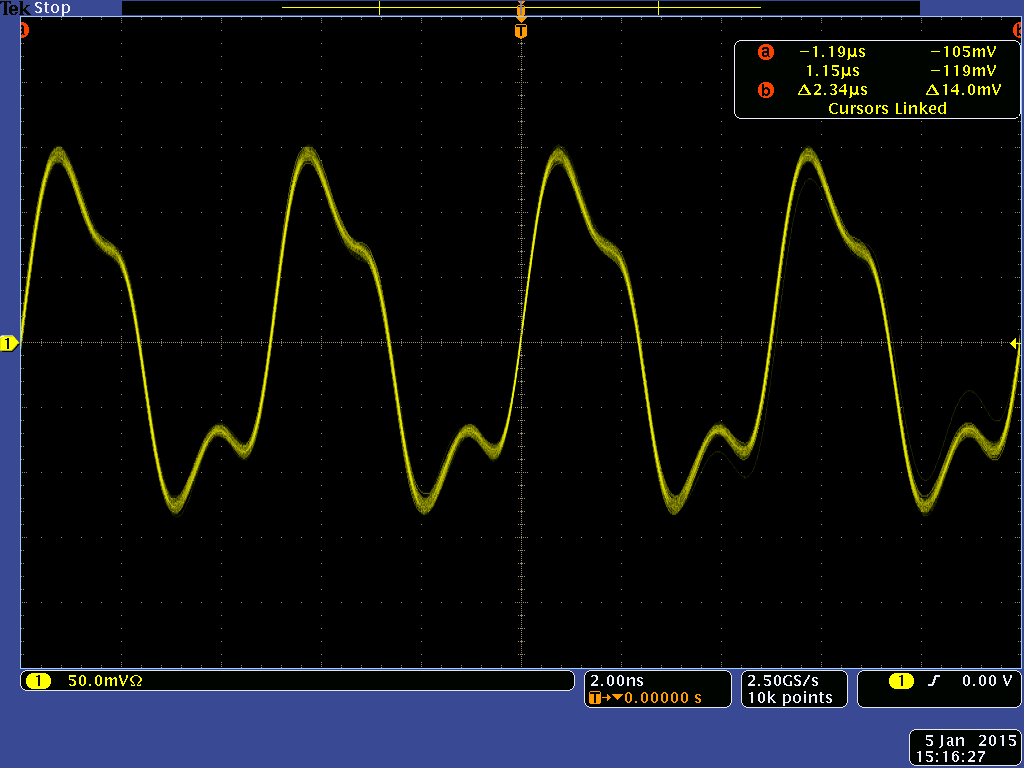 Tek Stop
T
T
a
b
a −1.19µs −105mV
1.15µs −119mV
b Δ2.34µs Δ14.0mV
Cursors Linked
1
1 50.0mVΩ
2.00ns
T→▼0.00000 s
2.50GS/s
10k points
1 0.00 V
5 Jan 2015
15:16:27